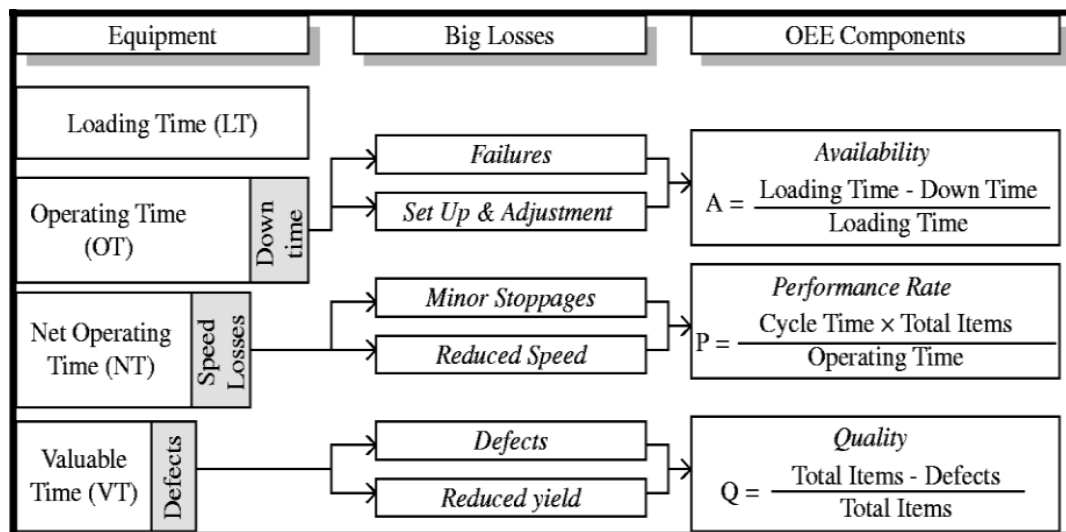 Equipment
Big Losses
OEE Components
Loading Time (LT)
Operating Time
(OT)
Down
time
Failures
Set Up & Adjustment
Availability
A = Loading Time - Down Time
Loading Time
Net Operating
Time (NT)
Speed
Losses
Minor Stoppages
Reduced Speed
Performance Rate
P = Cycle Time × Total Items
Operating Time
Valuable
Time (VT)
Defects
Defects
Reduced yield
Quality
Q = Total Items - Defects
Total Items